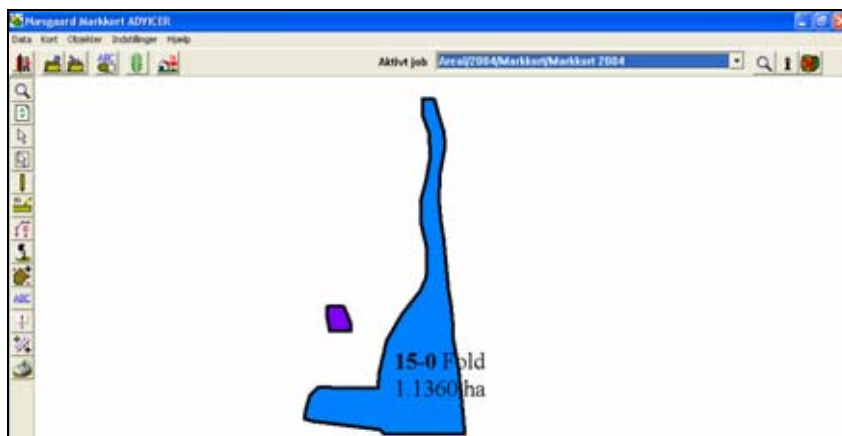 Næsgaard Markkort ADVICER
Data Kort Objekter Indstillinger Hjælp
ABC
Aktivt job Areal/2004/Markkort/Markkort 2004
ABC
15-0 Fold
1.1360 ha